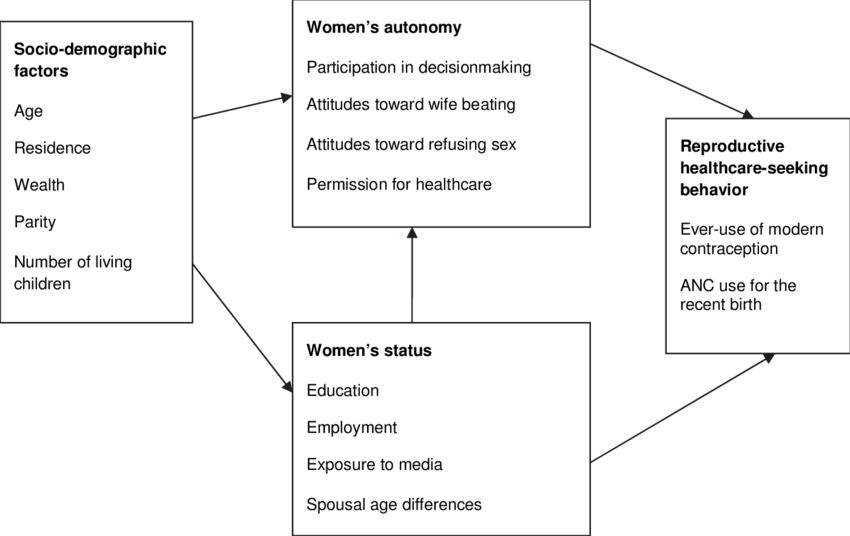 Socio-demographic
factors
Age
Residence
Wealth
Parity
Number of living
children
Women's autonomy
Participation in decisionmaking
Attitudes toward wife beating
Attitudes toward refusing sex
Permission for healthcare
Women's status
Education
Employment
Exposure to media
Spousal age differences
Reproductive
healthcare-seeking
behavior
Ever-use of modern
contraception
ANC use for the
recent birth